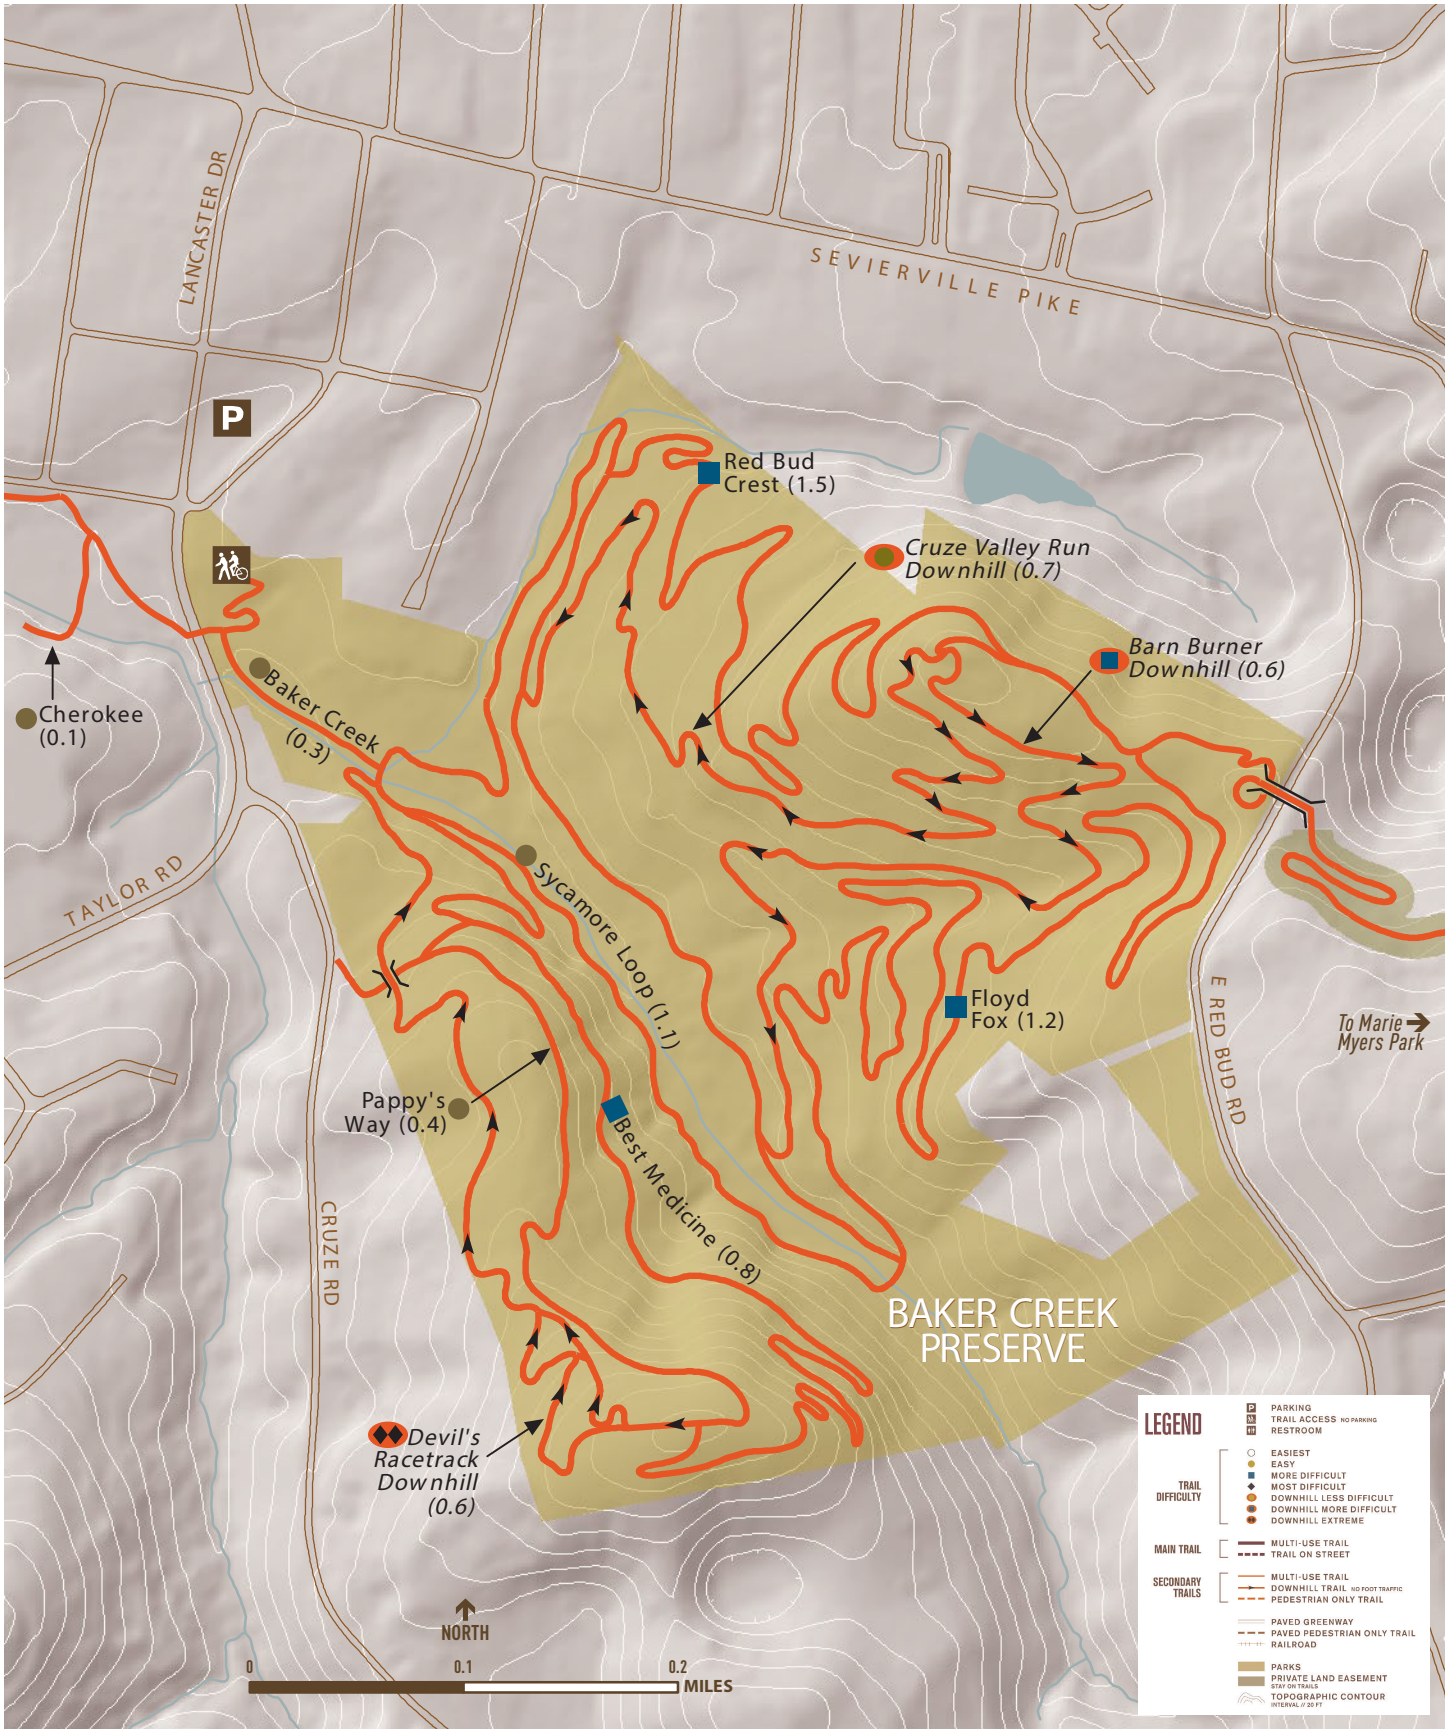 LANCASTER DR
SEVIERVILLE PIKE
P
Red Bud
Crest (1.5)
Cruze Valley Run
Downhill (0.7)
Barn Burner
Downhill (0.6)
Baker Creek
(0.3)
Cherokee
(0.1)
TAYLOR RD
Sycamore Loop (1.1)
Floyd
Fox (1.2)
E RED BUD RD
To Marie
Myers Park
Pappy's
Way (0.4)
Best Medicine (0.8)
CRUZE RD
BAKER CREEK
PRESERVE
Devil's
Racetrack
Downhill
(0.6)
NORTH
0 0.1 0.2
MILES
LEGEND
P PARKING
TRAIL ACCESS NO PARKING
RESTROOM
TRAIL
DIFFICULTY
EASIEST
EASY
MORE DIFFICULT
MOST DIFFICULT
DOWNHILL LESS DIFFICULT
DOWNHILL MORE DIFFICULT
DOWNHILL EXTREME
MAIN TRAIL
MULTI-USE TRAIL
TRAIL ON STREET
SECONDARY
TRAILS
MULTI-USE TRAIL
DOWNHILL TRAIL NO FOOT TRAFFIC
PEDESTRIAN ONLY TRAIL
PAVED GREENWAY
PAVED PEDESTRIAN ONLY TRAIL
RAILROAD
PARKS
PRIVATE LAND EASEMENT
STAY ON TRAILS
TOPOGRAPHIC CONTOUR
INTERVAL // 20 FT